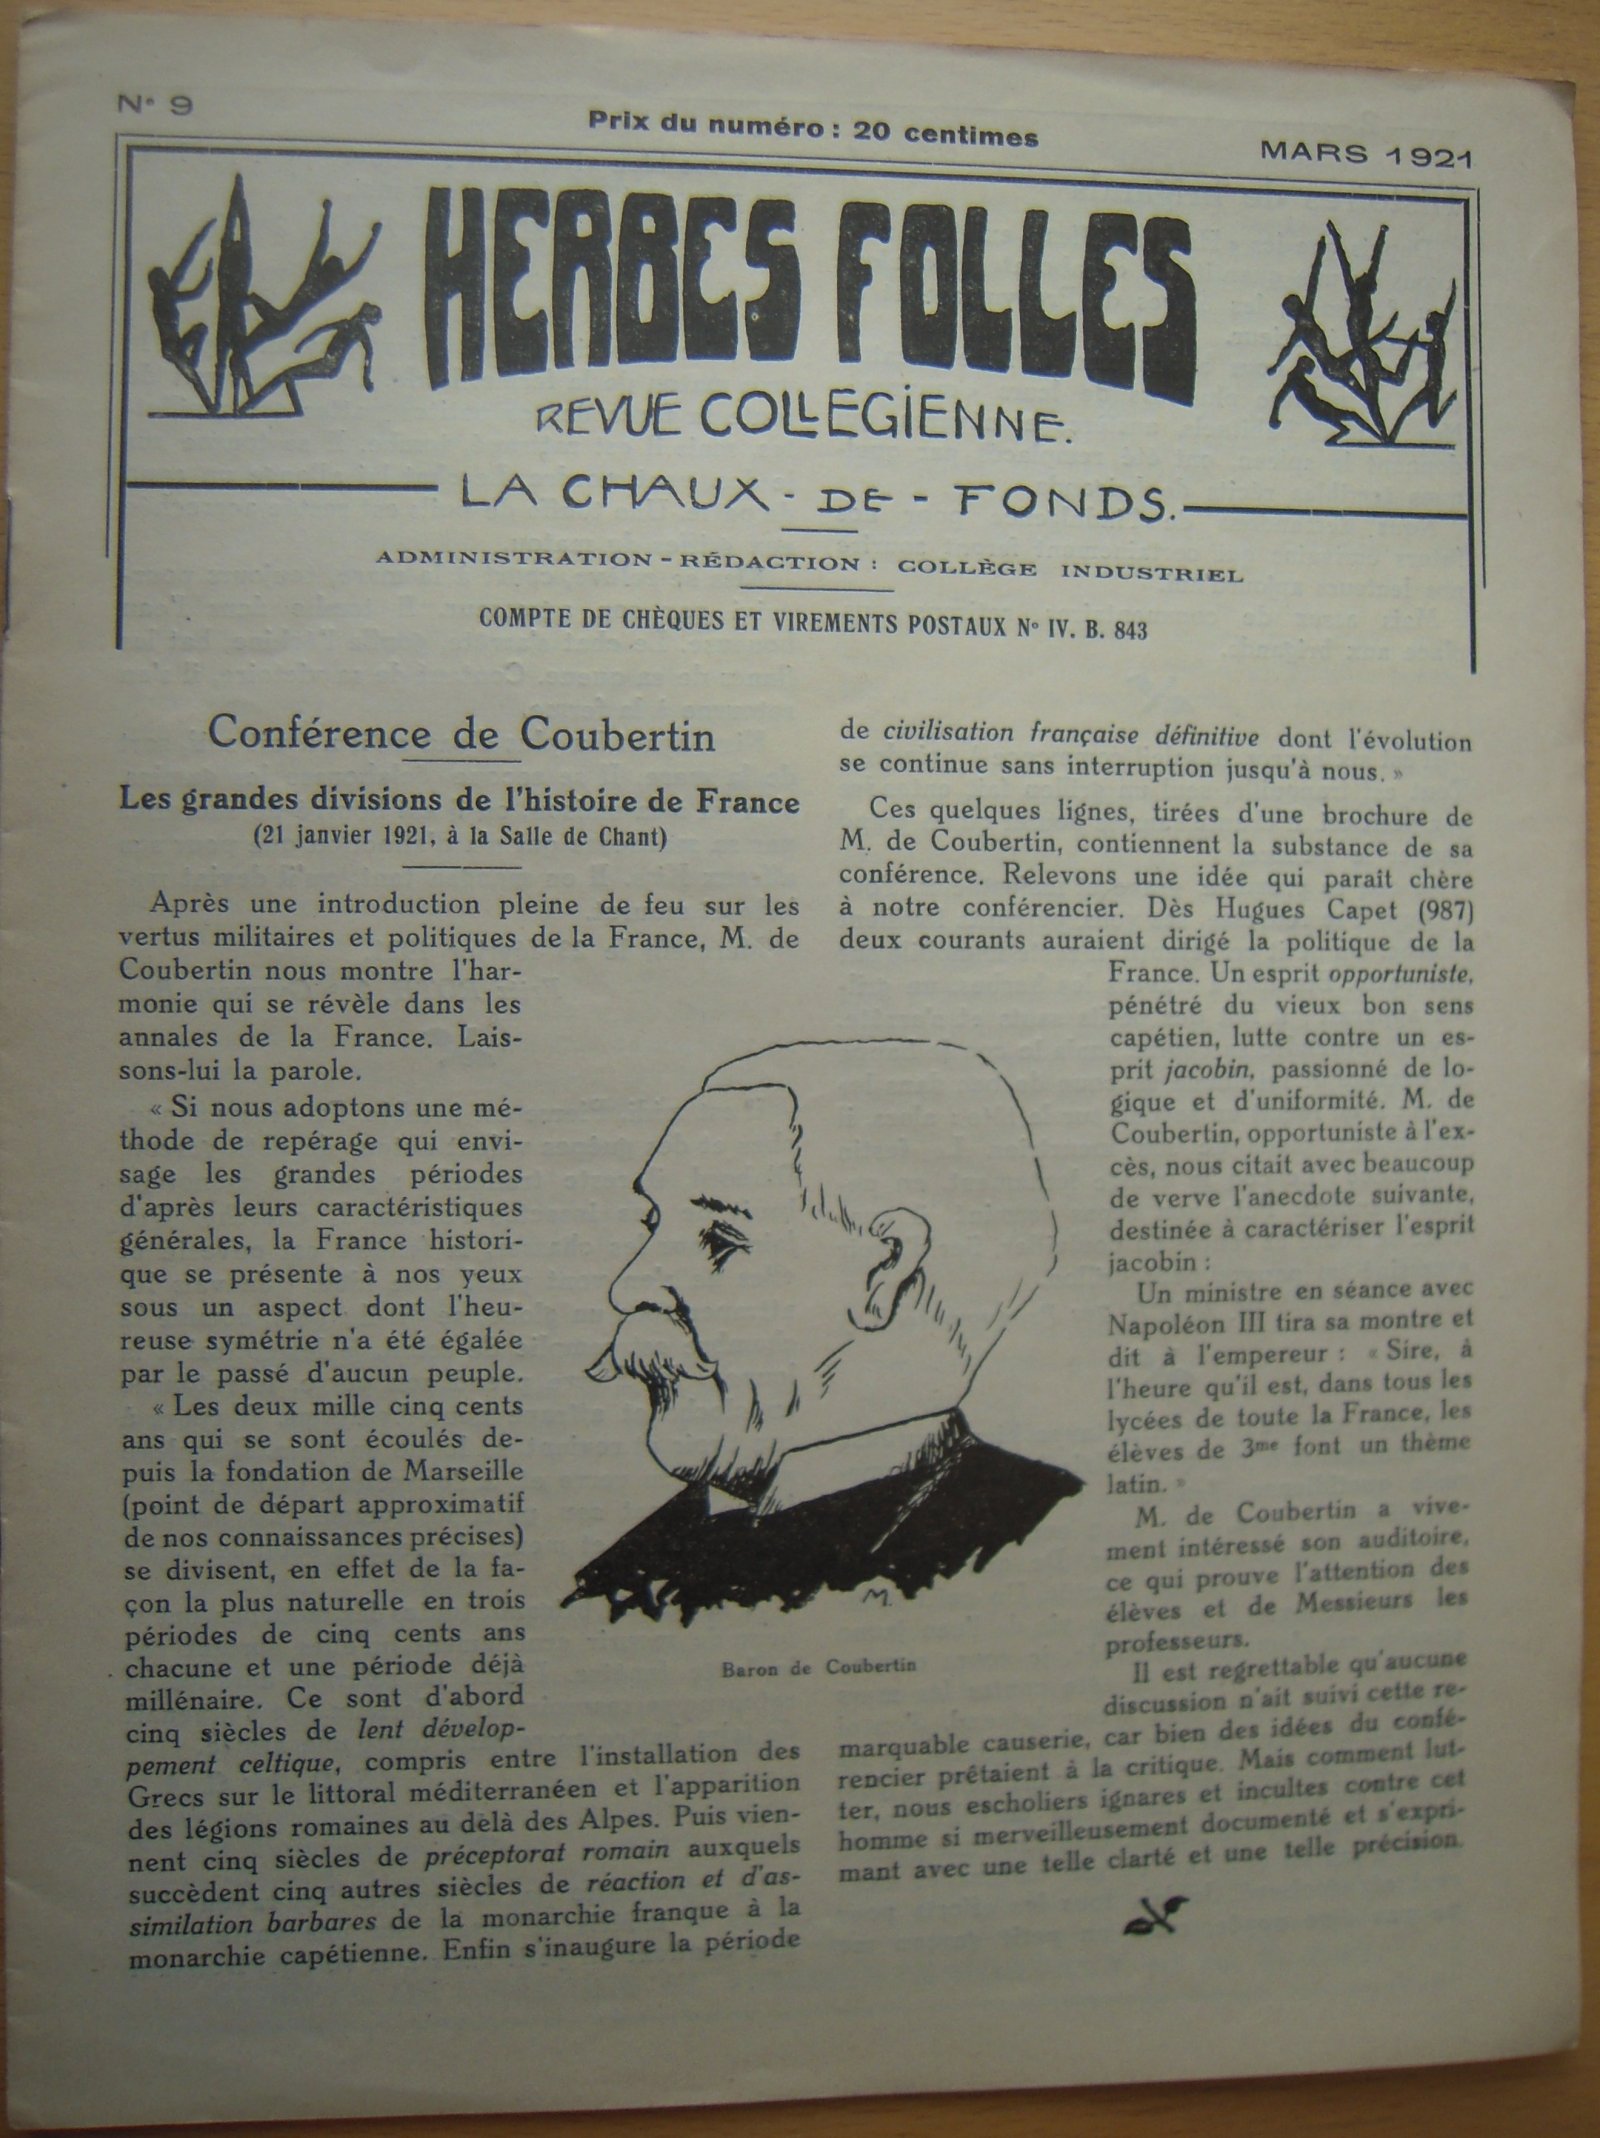 N° 9
Prix du numéro : 20 centimes
MARS 1921
HERBES FOLLES
REVUE COLLEGIENNE.
LA CHAUX-DE-FONDS.
ADMINISTRATION-RÉDACTION : COLLÈGE INDUSTRIEL
COMPTE DE CHÈQUES ET VIREMENTS POSTAUX N° IV. B. 843
Conférence de Coubertin
Les grandes divisions de l'histoire de France
(21 janvier 1921, à la Salle de Chant)
Après une introduction pleine de feu sur les
vertus militaires et politiques de la France, M. de
Coubertin nous montre l'har-
monie qui se révèle dans les
annales de la France. Lais-
sons-lui la parole.
« Si nous adoptons une mé-
thode de repérage qui envi-
sage les grandes périodes
d'après leurs caractéristiques
générales, la France histori-
que se présente à nos yeux
sous un aspect dont l'heu-
reuse symétrie n'a été égalée
par le passé d'aucun peuple.
« Les deux mille cinq cents
ans qui se sont écoulés de-
puis la fondation de Marseille
(point de départ approximatif
de nos connaissances précises)
se divisent, en effet de la fa-
çon la plus naturelle en trois
périodes de cinq cents ans
chacune et une période déjà
millénaire. Ce sont d'abord
cinq siècles de lent dévelop-
pement celtique, compris entre l'installation des
Grecs sur le littoral méditerranéen et l'apparition
des légions romaines au delà des Alpes. Puis vien-
nent cinq siècles de préceptorat romain auxquels
succèdent cinq autres siècles de réaction et d'as-
similation barbares de la monarchie franque à la
monarchie capétienne. Enfin s'inaugure la période
de civilisation française définitive dont l'évolution
se continue sans interruption jusqu'à nous. »
Ces quelques lignes, tirées d'une brochure de
M. de Coubertin, contiennent la substance de sa
conférence. Relevons une idée qui paraît chère
à notre conférencier. Dès Hugues Capet (987)
deux courants auraient dirigé la politique de la
France. Un esprit opportuniste,
pénétré du vieux bon sens
capétien, lutte contre un es-
prit jacobin, passionné de lo-
gique et d'uniformité. M. de
Coubertin, opportuniste à l'ex-
cès, nous citait avec beaucoup
de verve l'anecdote suivante,
destinée à caractériser l'esprit
jacobin :
Un ministre en séance avec
Napoléon III tira sa montre et
dit à l'empereur : « Sire, à
l'heure qu'il est, dans tous les
lycées de toute la France, les
élèves de 3me font un thème
latin. »
M. de Coubertin a vive-
ment intéressé son auditoire,
ce qui prouve l'attention des
élèves et de Messieurs les
professeurs.
Il est regrettable qu'aucune
discussion n'ait suivi cette re-
marquable causerie, car bien des idées du confé-
rencier prêtaient à la critique. Mais comment lut-
ter, nous escholiers ignares et incultes contre cet
homme si merveilleusement documenté et s'expri-
mant avec une telle clarté et une telle précision.
M.
Baron de Coubertin